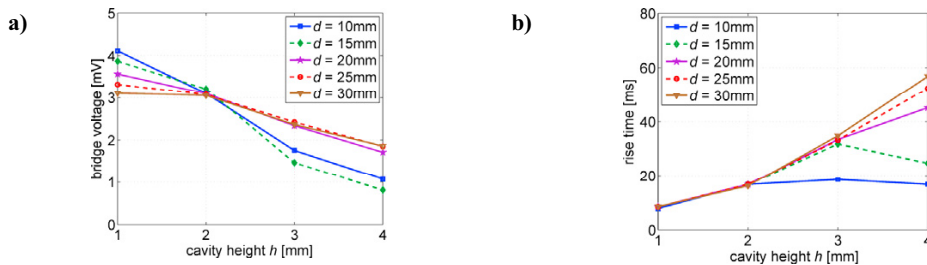 a)
bridge voltage [mV]
5
4
3
2
1
0
1 2 3 4
cavity height h [mm]
d = 10mm
d = 15mm
d = 20mm
d = 25mm
d = 30mm
b)
rise time [ms]
80
60
40
20
0
1 2 3 4
cavity height h [mm]
d = 10mm
d = 15mm
d = 20mm
d = 25mm
d = 30mm